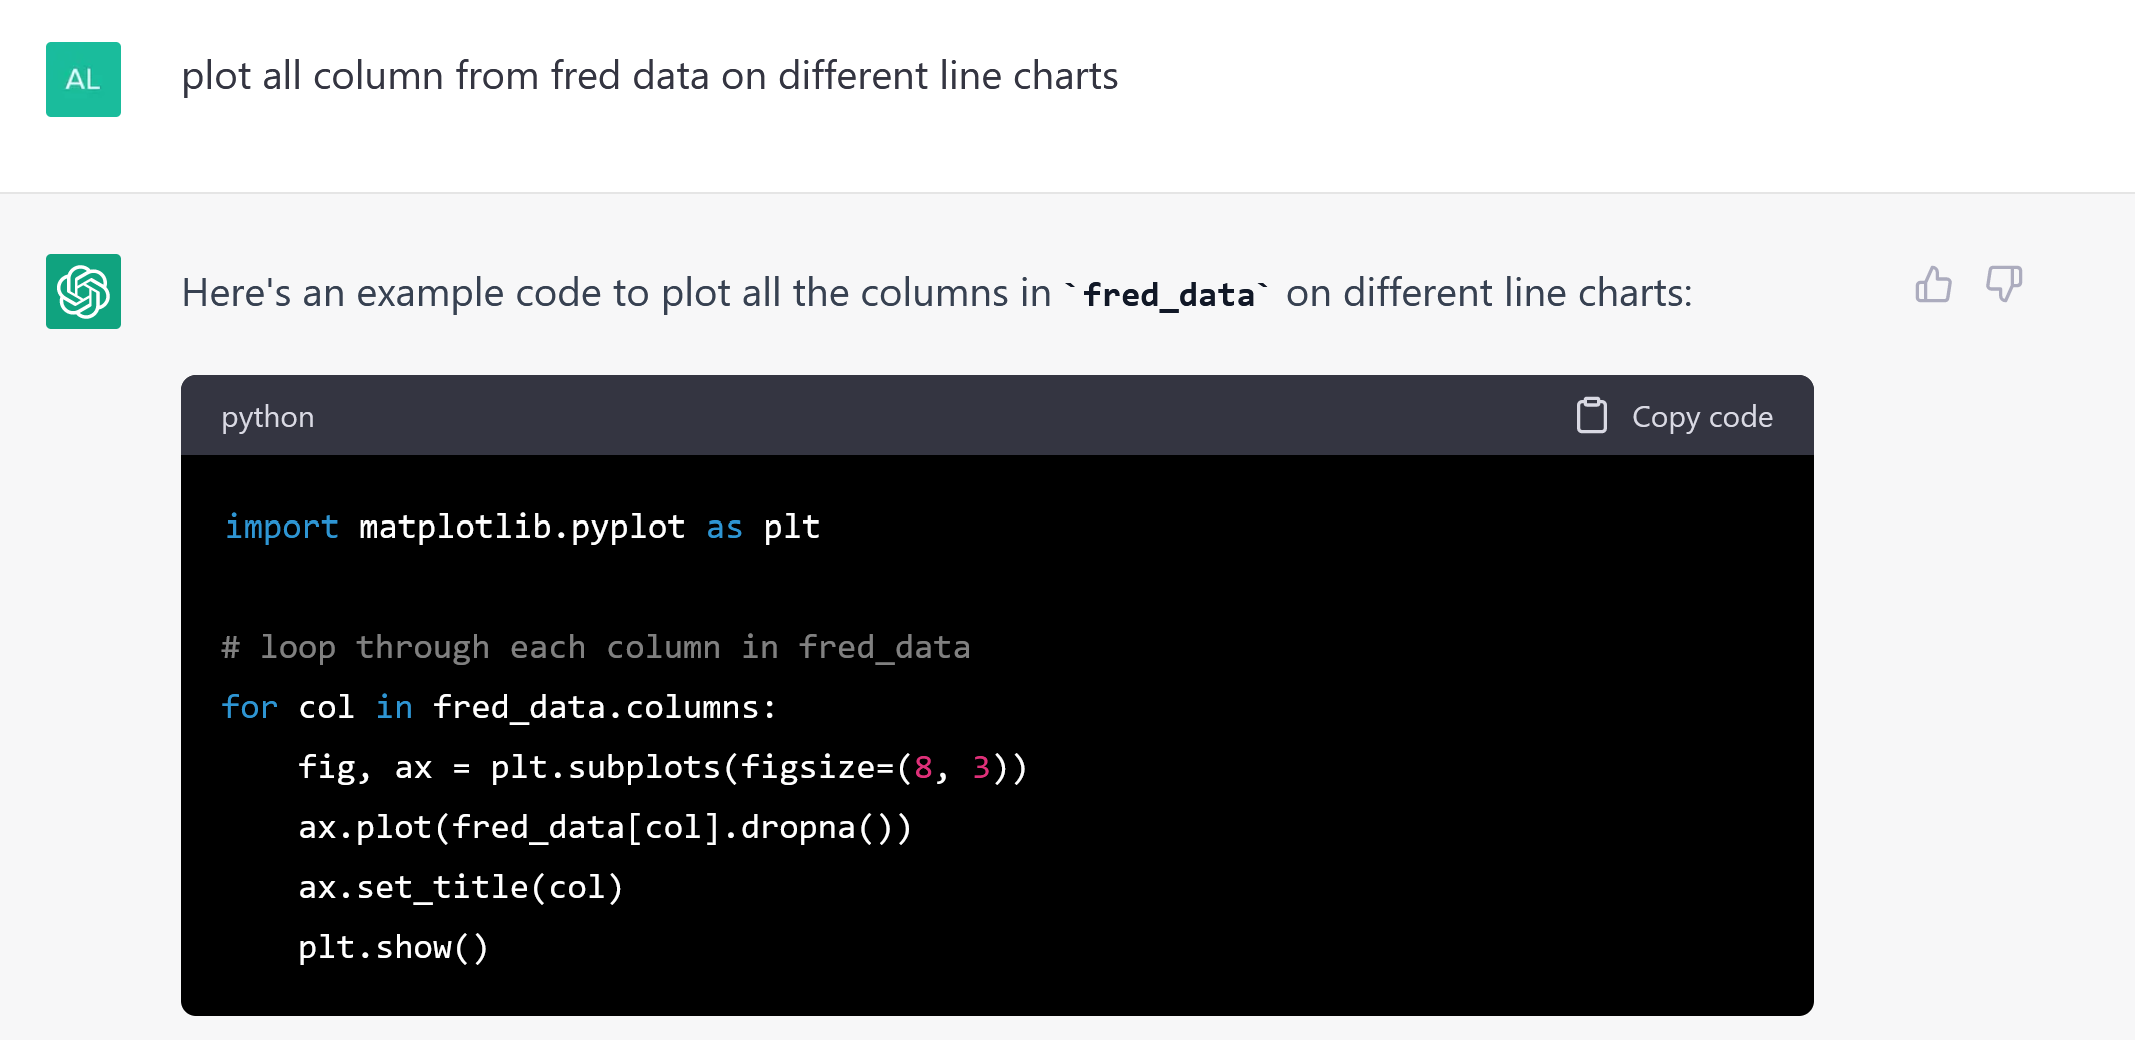 AL
plot all column from fred data on different line charts
Here's an example code to plot all the columns in `fred_data` on different line charts:
python
Copy code
import matplotlib.pyplot as plt
# loop through each column in fred_data
for col in fred_data.columns:
    fig, ax = plt.subplots(figsize=(8, 3))
    ax.plot(fred_data[col].dropna())
    ax.set_title(col)
    plt.show()